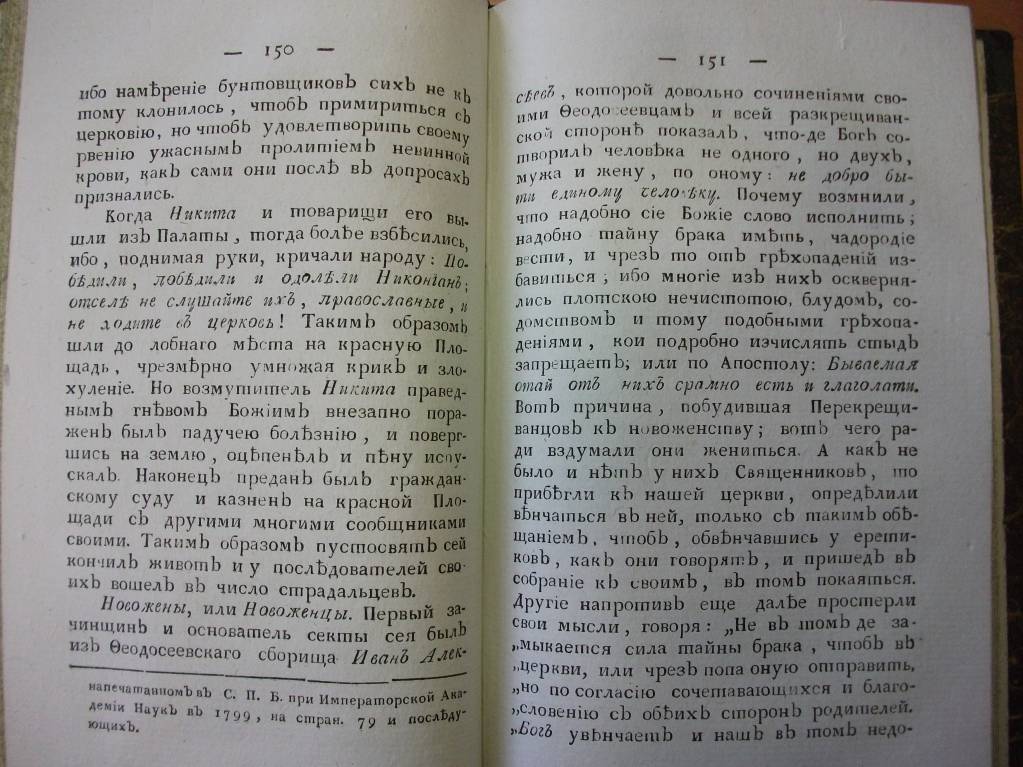 — 150 —
ибо намѣреніе бунтовщиковъ сихъ не къ
тому клонилось, чтобъ примириться съ
церковію, но чтобъ удовлетворить своему
рвенію ужаснымъ пролитіемъ невинной
крови, какъ сами они послѣ въ допросахъ
признались.
Когда Никита и товарищи его вы-
шли изъ Палаты, тогда болѣе взбѣсились,
ибо, поднимая руки, кричали народу: По-
бѣдили, побѣдили и одолѣли Никоніанъ;
отселѣ не слушайте ихъ, православные, и
не ходите въ церковь! Такимъ образомъ
шли до лобнаго мѣста на красную Пло-
щадь, чрезмѣрно умножая крикъ и зло-
хуленіе. Но возмутитель Никита правед-
нымъ гнѣвомъ Божіимъ внезапно пора-
женъ былъ падучею болѣзнію, и поверг-
шись на землю, оцѣпенѣлъ и пѣну испу-
скалъ. Наконецъ преданъ былъ граждан-
скому суду и казненъ на красной Пло-
щади съ другими многими сообщниками
своими. Такимъ образомъ пустосвятъ сей
кончилъ животъ и у послѣдователей сво-
ихъ вошелъ въ число страдальцевъ.
Новожены, или Новоженцы. Первый за-
чинщикъ и основатель секты сея былъ
изъ Ѳеодосеевскаго сборища Иванъ Алек-
напечатанномъ въ С. П. Б. при Императорской Ака-
деміи Наукъ въ 1799, на стран. 79 и послѣду-
ющихъ.
— 151 —
сѣевъ, которой довольно сочиненіями сво-
ими Ѳеодосеевцамъ и всей разкрещиван-
ской сторонѣ показалъ, что-де Богъ со-
творилъ человѣка не одного, но двухъ,
мужа и жену, по оному: не добро бы-
ти единому человѣку. Почему возмнили,
что надобно сіе Божіе слово исполнить;
надобно тайну брака имѣть, чадородіе
вести, и чрезъ то отъ грѣхопаденій из-
бавиться; ибо многіе изъ нихъ оскверня-
лись плотскою нечистотою, блудомъ, со-
домствомъ и тому подобными грѣхопа-
деніями, кои подробно изчислять стыдъ
запрещаетъ; или по Апостолу: Бываемая
отай отъ нихъ срамно есть и глаголати.
Вотъ причина, побудившая Перекрещи-
ванцовъ къ новоженству; вотъ чего ра-
ди вздумали они жениться. А какъ не
было и нѣтъ у нихъ Священниковъ, то
прибѣгли къ нашей церкви, опредѣлили
вѣнчаться въ ней, только съ такимъ обѣ-
щаніемъ, чтобъ, обвѣнчавшись у ерети-
ковъ, какъ они говорятъ, и пришедъ въ
собраніе къ своимъ, въ томъ покаяться.
Другіе напротивъ еще далѣе простерли
свои мысли, говоря: „Не въ томъ де за-
„мыкается сила тайны брака, чтобъ въ
„церкви, или чрезъ попа оную отправить,
„но по согласію сочетавающихся и благо-
„словенію съ обѣихъ сторонъ родителей.
„Богъ увѣнчаетъ и нашъ въ томъ недо-